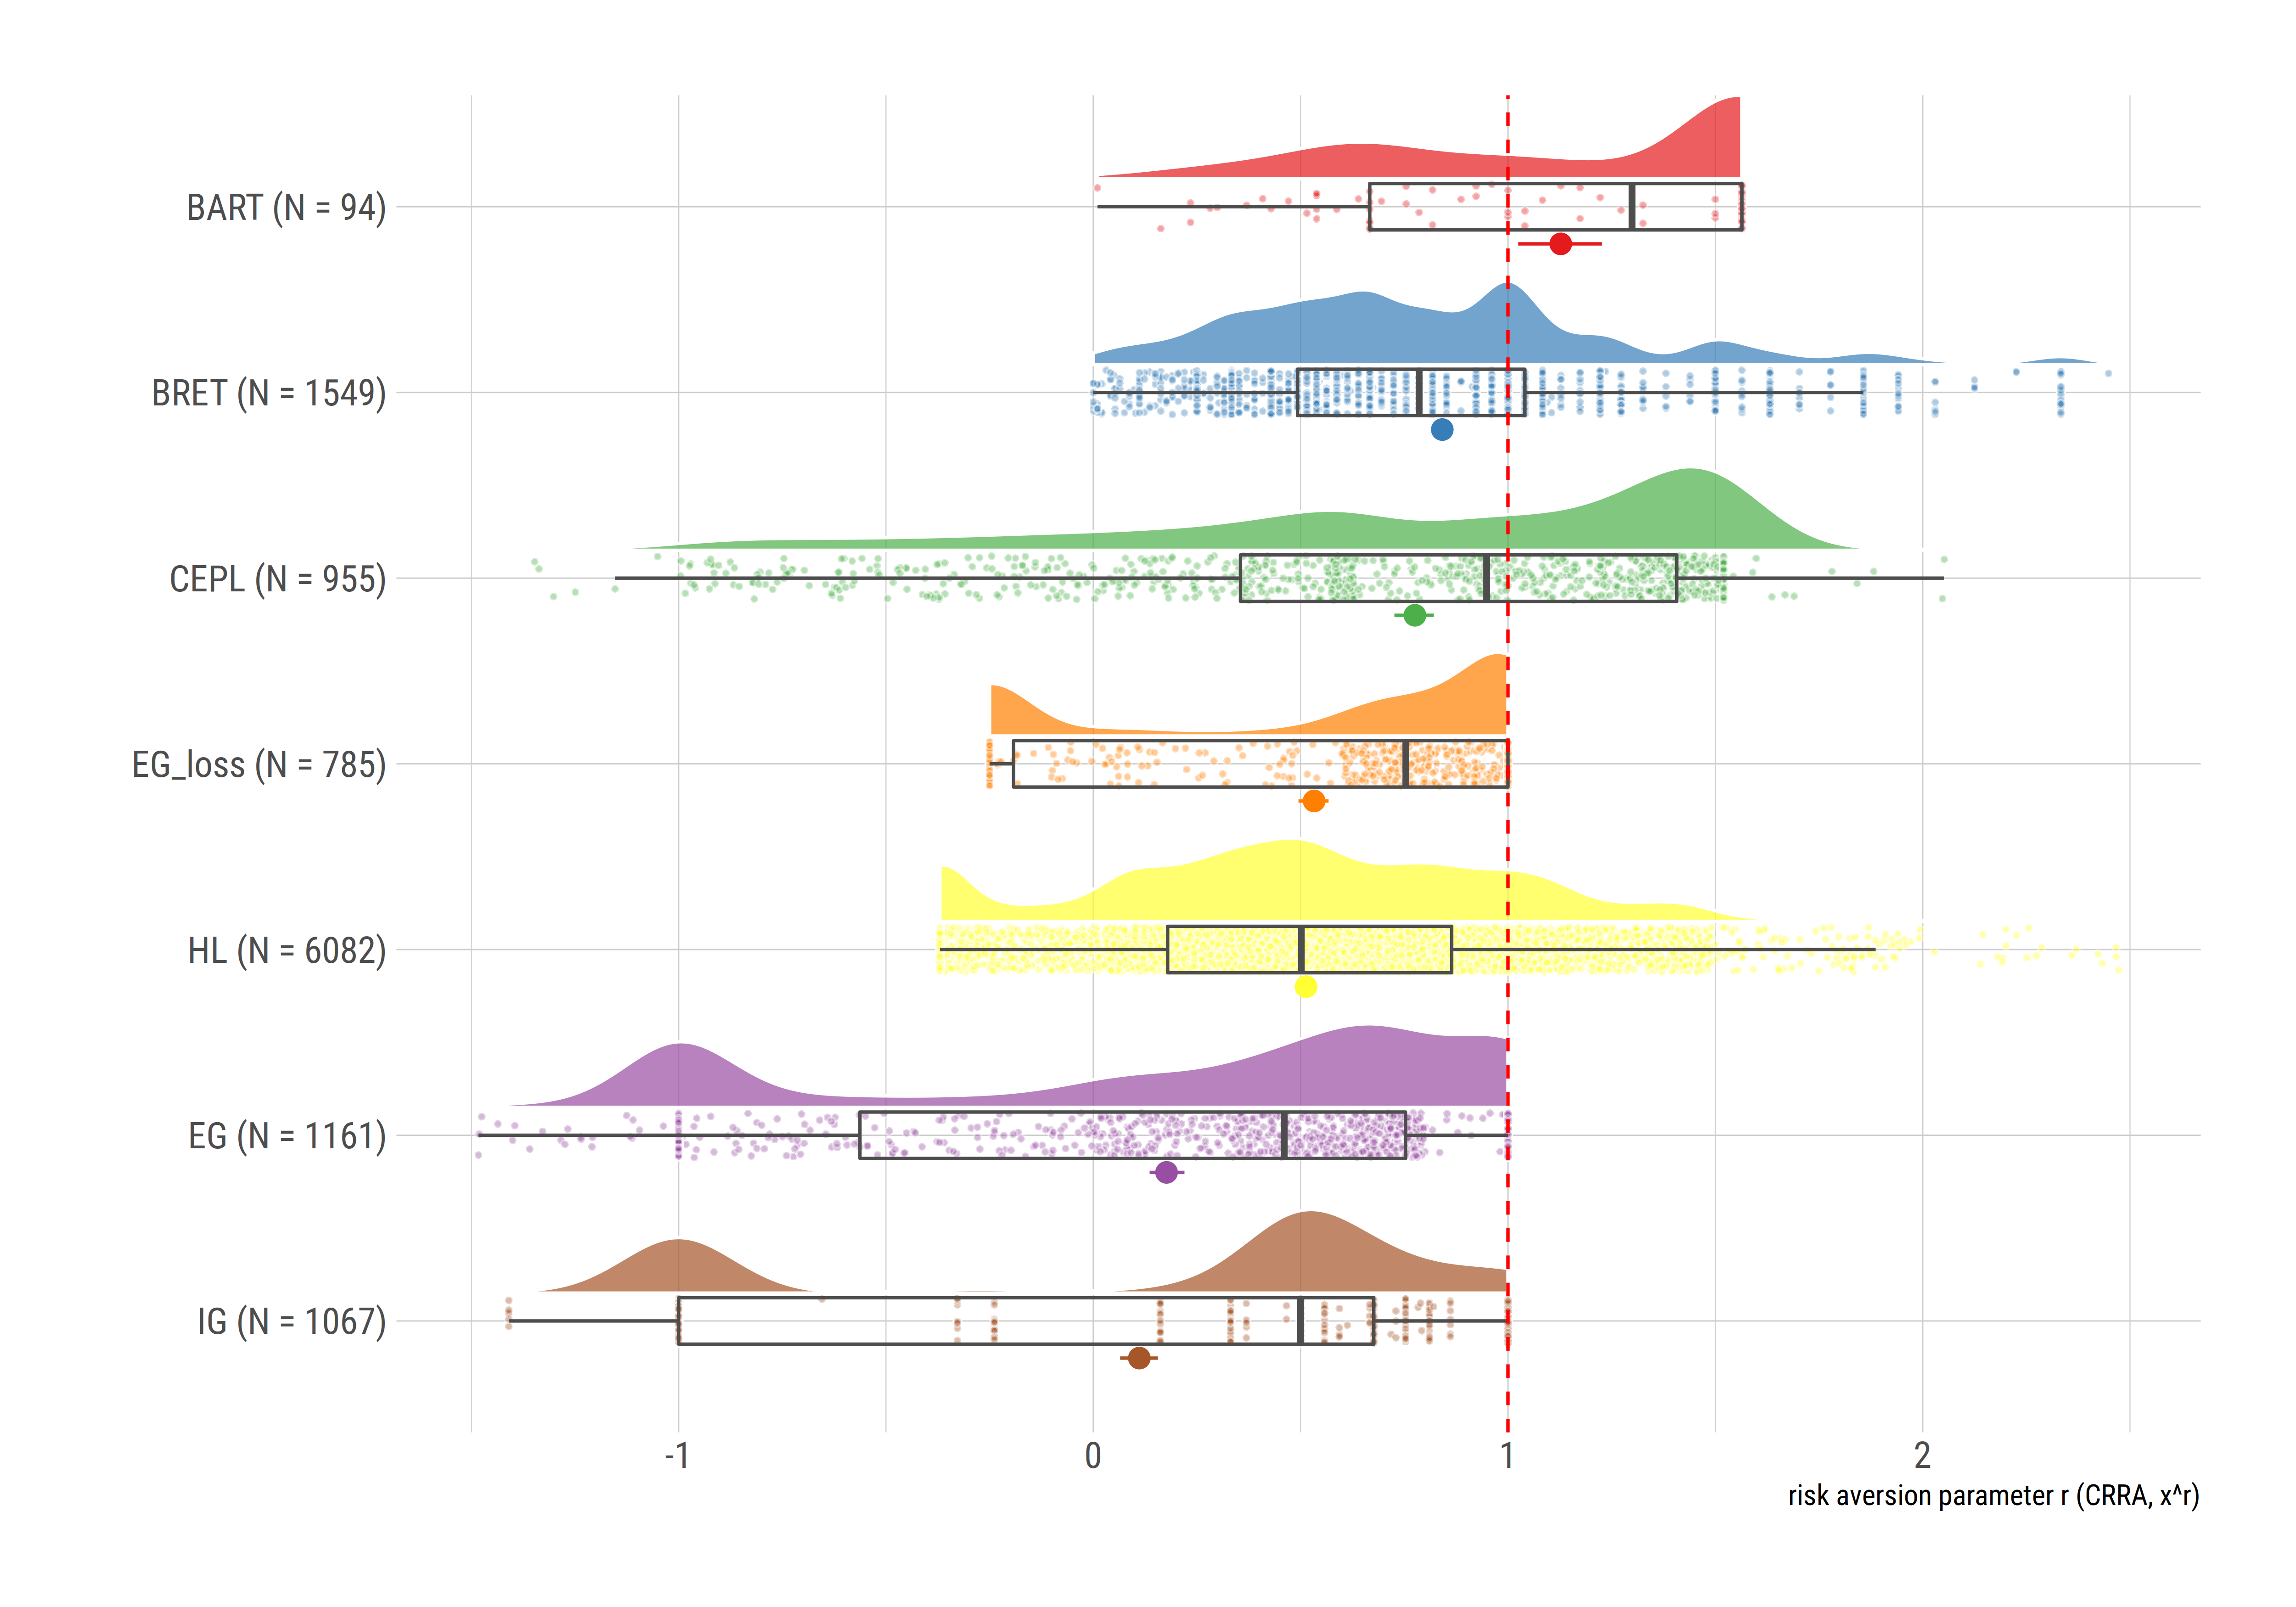 BART (N = 94)
BRET (N = 1549)
CEPL (N = 955)
EG_loss (N = 785)
HL (N = 6082)
EG (N = 1161)
IG (N = 1067)
-1 0 1 2
risk aversion parameter r (CRRA, x^r)